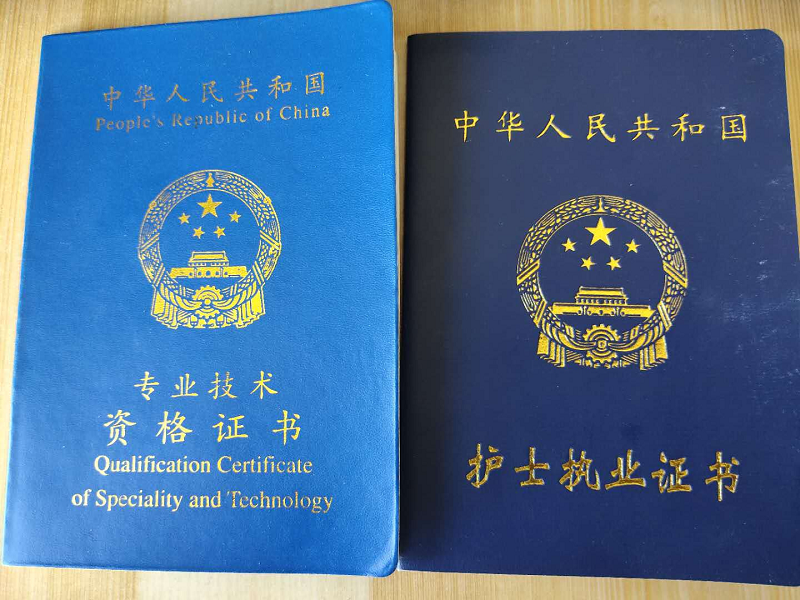 中华人民共和国
People's Republic of China
专业技术
资格证书
Qualification Certificate
of Speciality and Technology
中华人民共和国
护士执业证书